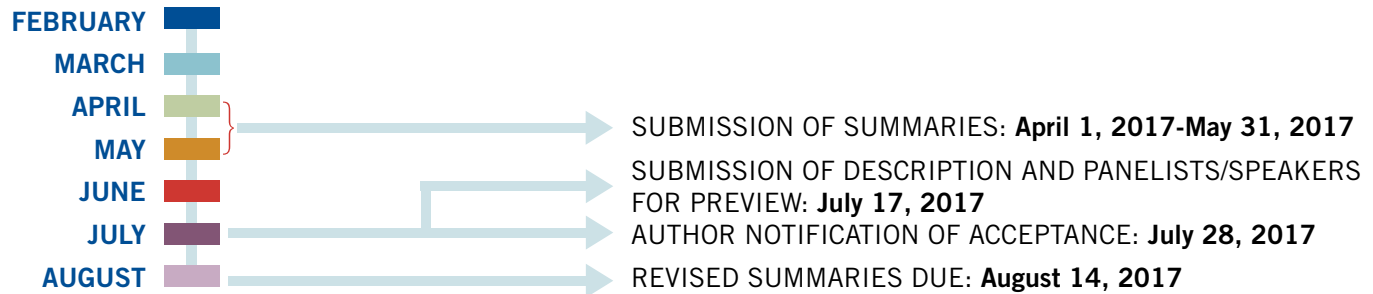 FEBRUARY
MARCH
APRIL
MAY
JUNE
JULY
AUGUST
SUBMISSION OF SUMMARIES: April 1, 2017-May 31, 2017
SUBMISSION OF DESCRIPTION AND PANELISTS/SPEAKERS
FOR PREVIEW: July 17, 2017
AUTHOR NOTIFICATION OF ACCEPTANCE: July 28, 2017
REVISED SUMMARIES DUE: August 14, 2017